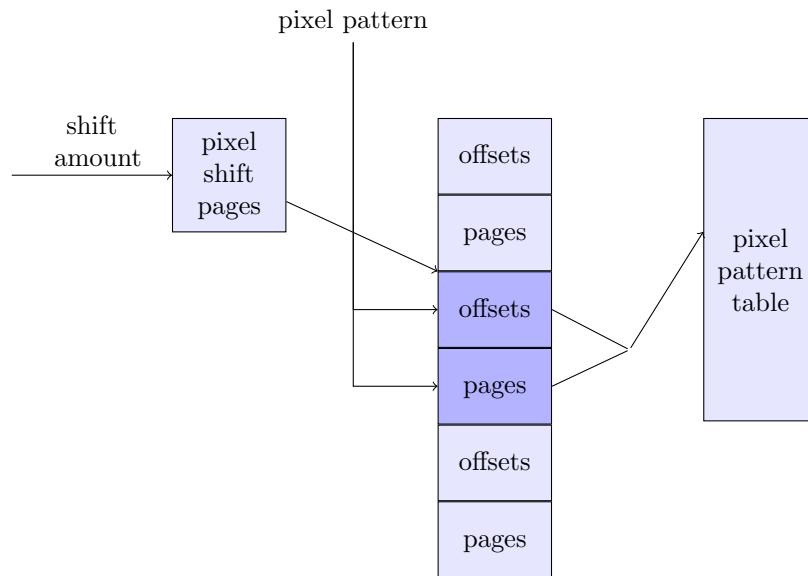 pixel pattern
shift
amount
pixel
shift
pages
offsets
pages
offsets
pages
offsets
pages
pixel
pattern
table